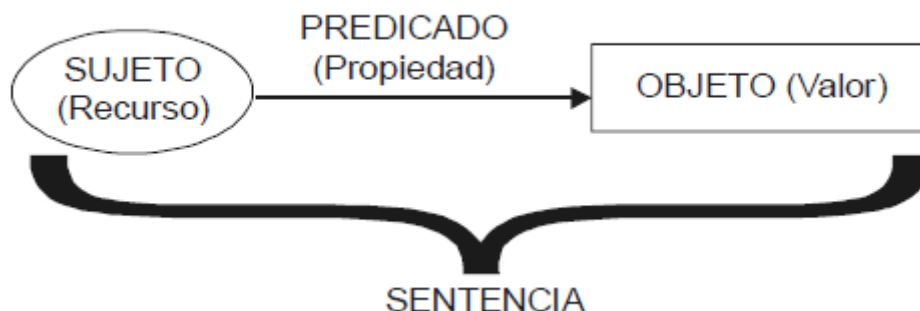 SUJETO
(Recurso)
PREDICADO
(Propiedad)
OBJETO (Valor)
SENTENCIA